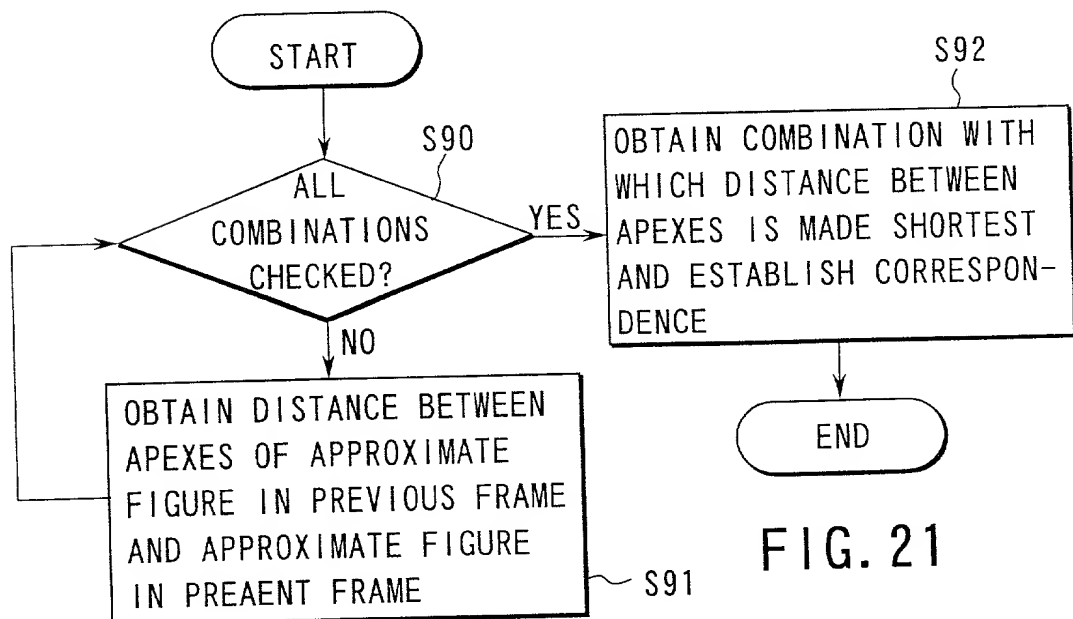 START
S90
ALL
COMBINATIONS
CHECKED?
YES
NO
OBTAIN DISTANCE BETWEEN
APEXES OF APPROXIMATE
FIGURE IN PREVIOUS FRAME
AND APPROXIMATE FIGURE
IN PREAENT FRAME
S91
S92
OBTAIN COMBINATION WITH
WHICH DISTANCE BETWEEN
APEXES IS MADE SHORTEST
AND ESTABLISH CORRESPON-
DENCE
END
FIG. 21